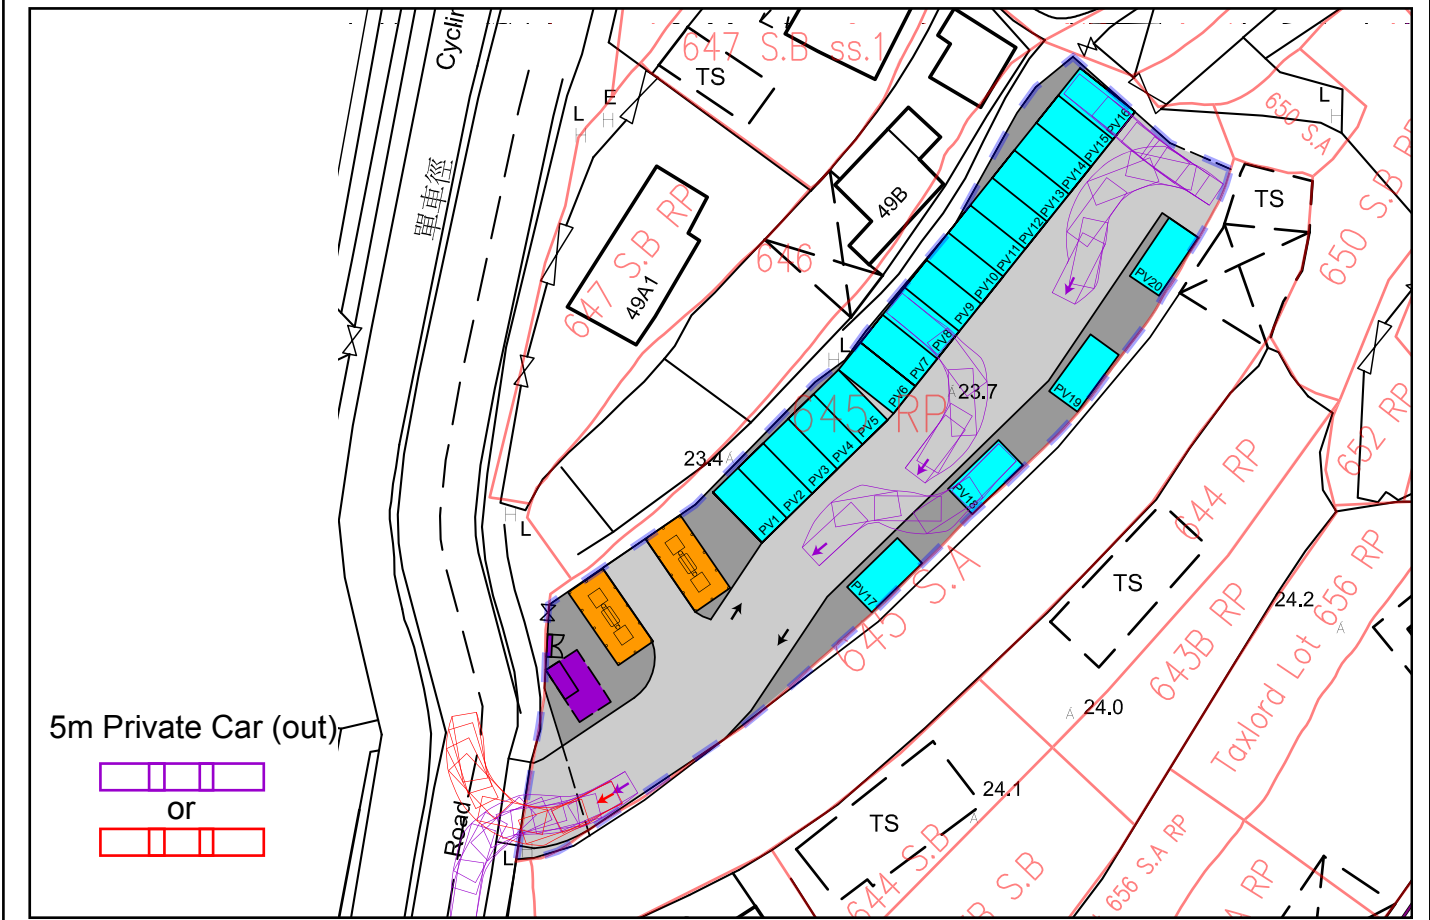 Cyclin
單車徑
Road
647 S.B ss.1
TS
L
E
H
H
647 S.B RP
49A1
49B
646
650 S.A
L
H
650 S.B RP
TS
652 RP
PV16
PV15
PV14
PV13
PV12
PV11
PV10
PV9
PV8
PV7
PV6
PV5
PV4
PV3
PV2
PV1
PV20
PV19
PV18
PV17
L
H
23.7
645 RP
23.4
H
L
645 S.A
644 RP
TS
643B RP
24.2
24.0
24.1
Taxlord Lot 656 RP
TS
644 S.B
S.B
656 S.A RP
L
5m Private Car (out)
or